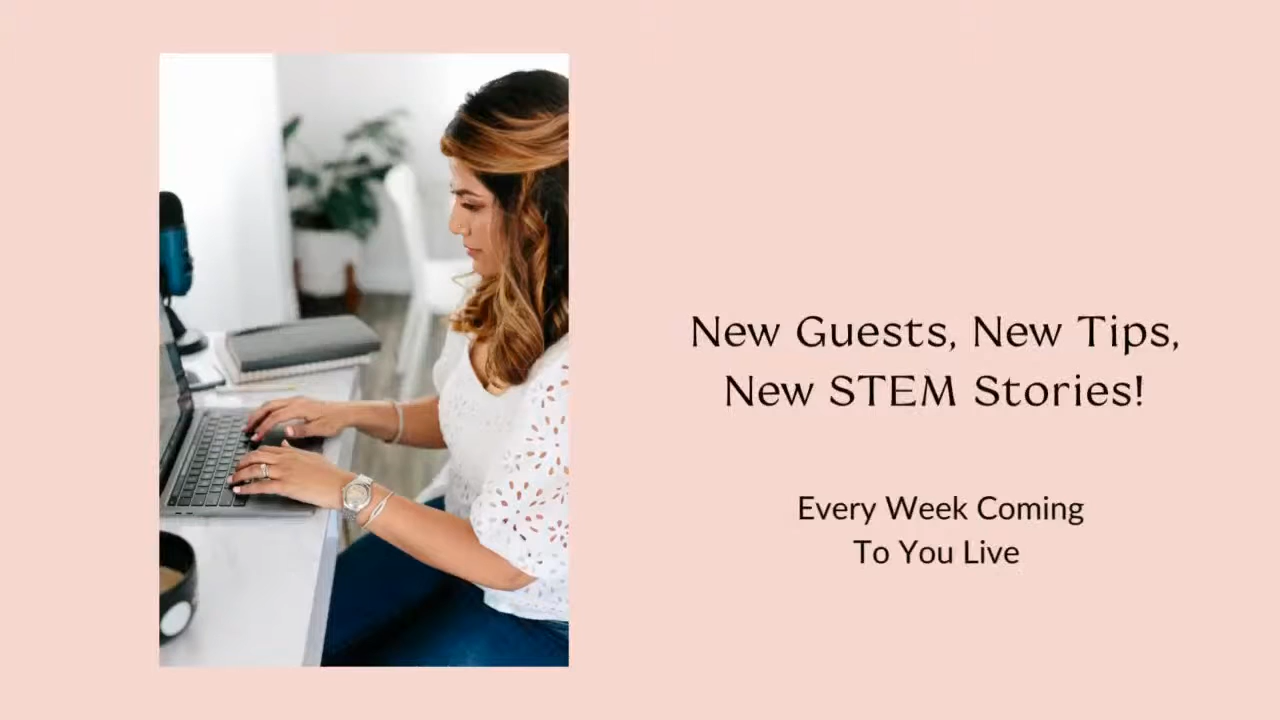 New Guests, New Tips,
New STEM Stories!
Every Week Coming
To You Live